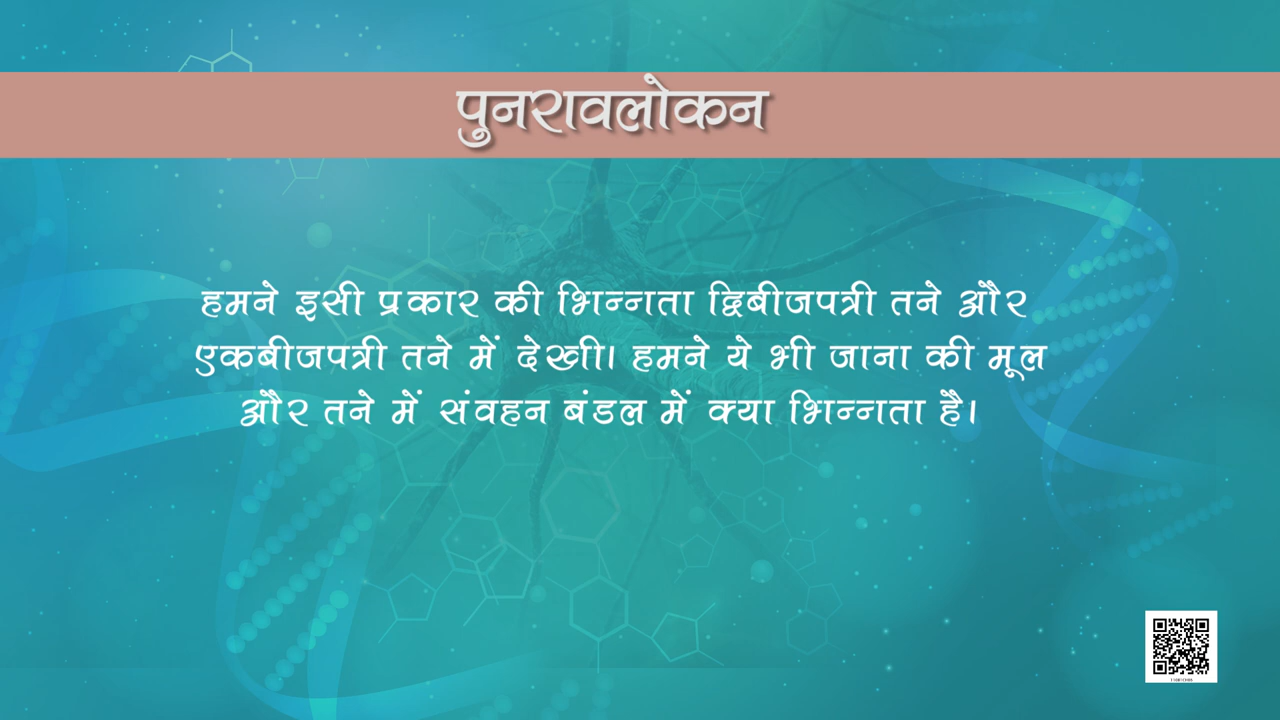 पुनरावलोकन
हमने इसी प्रकार की भिन्नता द्विबीजपत्री तने और
एकबीजपत्री तने में देखी। हमने ये भी जाना की मूल
और तने में संवहन बंडल में क्या भिन्नता है।